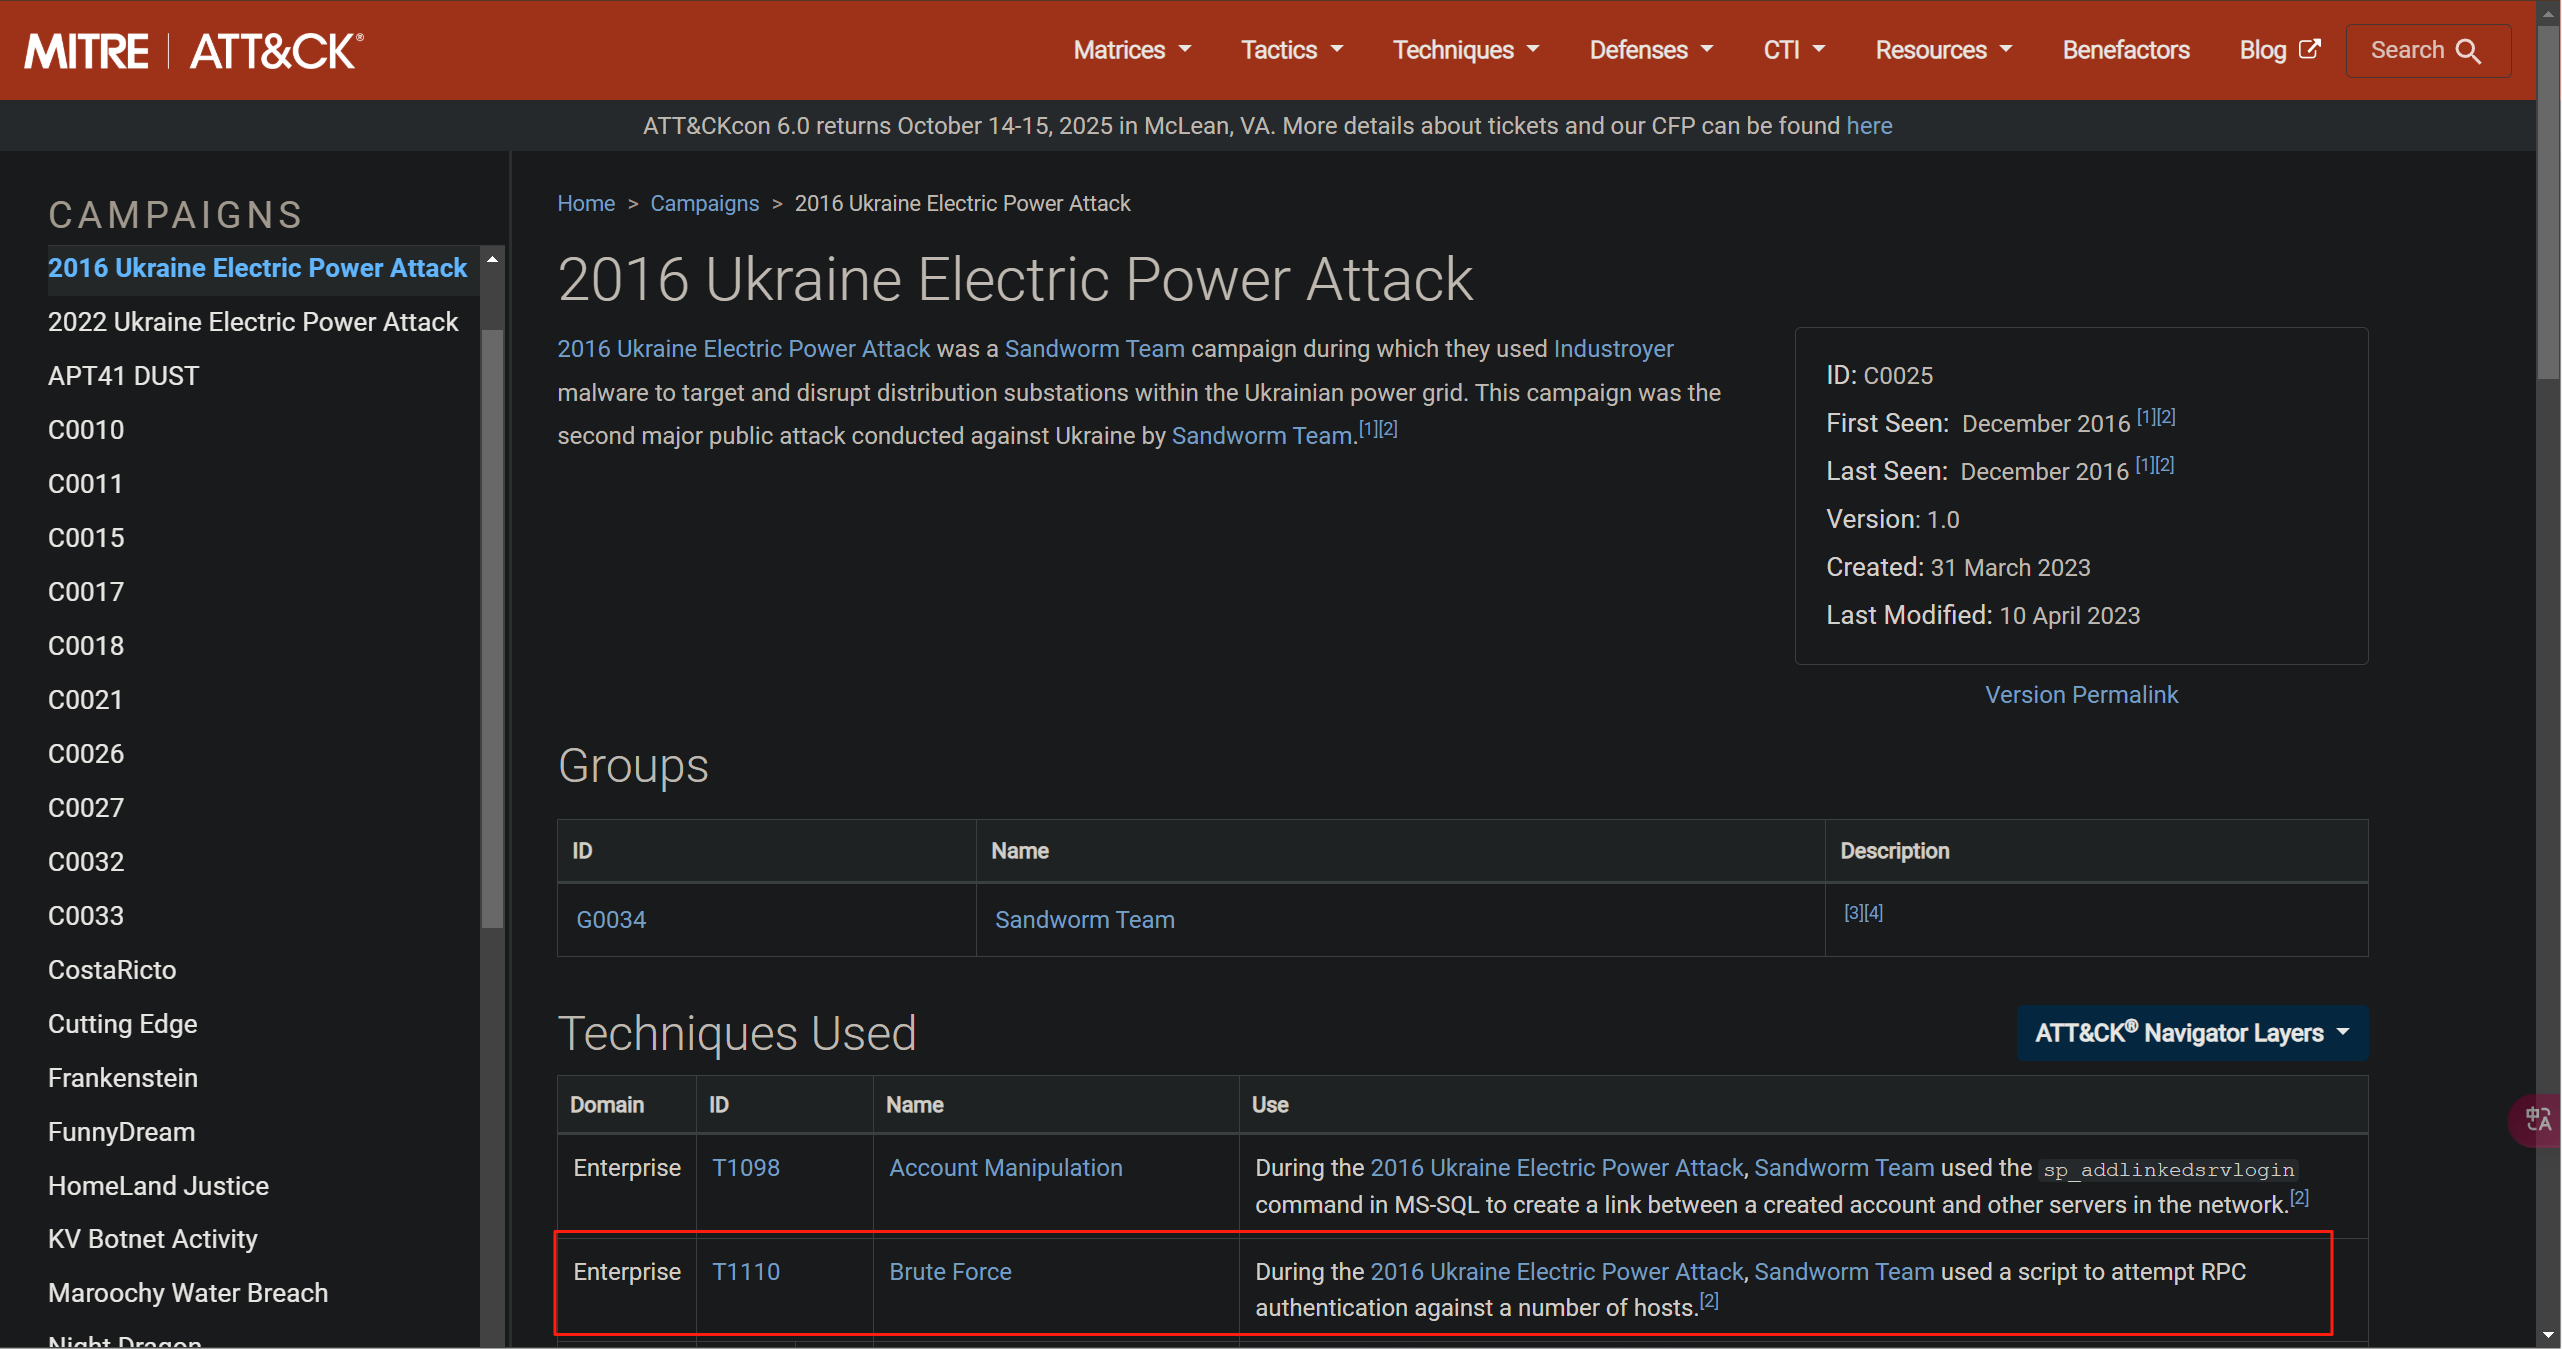 MITRE | ATT&CK®
Matrices
Tactics
Techniques
Defenses
CTI
Resources
Benefactors
Blog
Search
ATT&CKcon 6.0 returns October 14-15, 2025 in McLean, VA. More details about tickets and our CFP can be found here
CAMPAIGNS
2016 Ukraine Electric Power Attack
2022 Ukraine Electric Power Attack
APT41 DUST
C0010
C0011
C0015
C0017
C0018
C0021
C0026
C0027
C0032
C0033
CostaRicto
Cutting Edge
Frankenstein
FunnyDream
HomeLand Justice
KV Botnet Activity
Maroochy Water Breach
Night Dragon
Home > Campaigns > 2016 Ukraine Electric Power Attack
2016 Ukraine Electric Power Attack
2016 Ukraine Electric Power Attack was a Sandworm Team campaign during which they used Industroyer
malware to target and disrupt distribution substations within the Ukrainian power grid. This campaign was the
second major public attack conducted against Ukraine by Sandworm Team.[1][2]
ID: C0025
First Seen: December 2016 [1][2]
Last Seen: December 2016 [1][2]
Version: 1.0
Created: 31 March 2023
Last Modified: 10 April 2023
Version Permalink
Groups
ID Name Description
G0034 Sandworm Team [3][4]
Techniques Used
ATT&CK® Navigator Layers
Domain ID Name Use
Enterprise T1098 Account Manipulation During the 2016 Ukraine Electric Power Attack, Sandworm Team used the sp_addlinkedsrvlogin
command in MS-SQL to create a link between a created account and other servers in the network.[2]
Enterprise T1110 Brute Force During the 2016 Ukraine Electric Power Attack, Sandworm Team used a script to attempt RPC
authentication against a number of hosts.[2]
中A